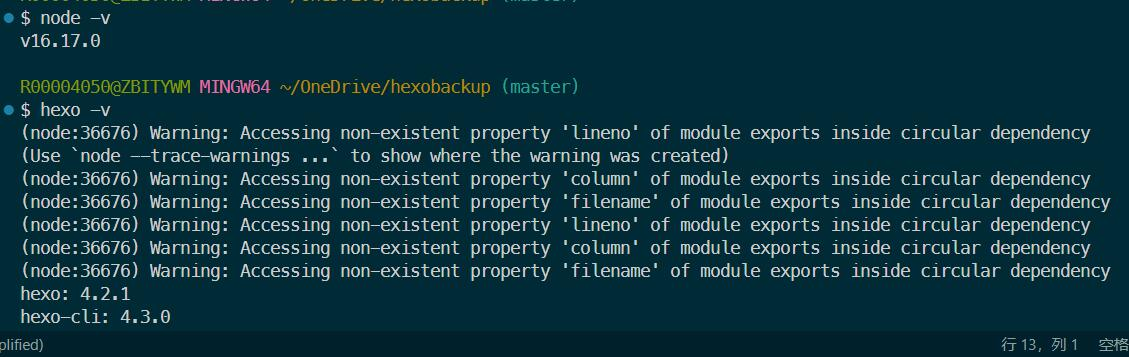 $ node -v
v16.17.0
R00004050@ZBITYWM MINGW64 ~/OneDrive/hexobackup (master)
$ hexo -v
(node:36676) Warning: Accessing non-existent property 'lineno' of module exports inside circular dependency
(Use `node --trace-warnings ...` to show where the warning was created)
(node:36676) Warning: Accessing non-existent property 'column' of module exports inside circular dependency
(node:36676) Warning: Accessing non-existent property 'filename' of module exports inside circular dependency
(node:36676) Warning: Accessing non-existent property 'lineno' of module exports inside circular dependency
(node:36676) Warning: Accessing non-existent property 'column' of module exports inside circular dependency
(node:36676) Warning: Accessing non-existent property 'filename' of module exports inside circular dependency
hexo: 4.2.1
hexo-cli: 4.3.0
plified) 行 13，列 1 空格